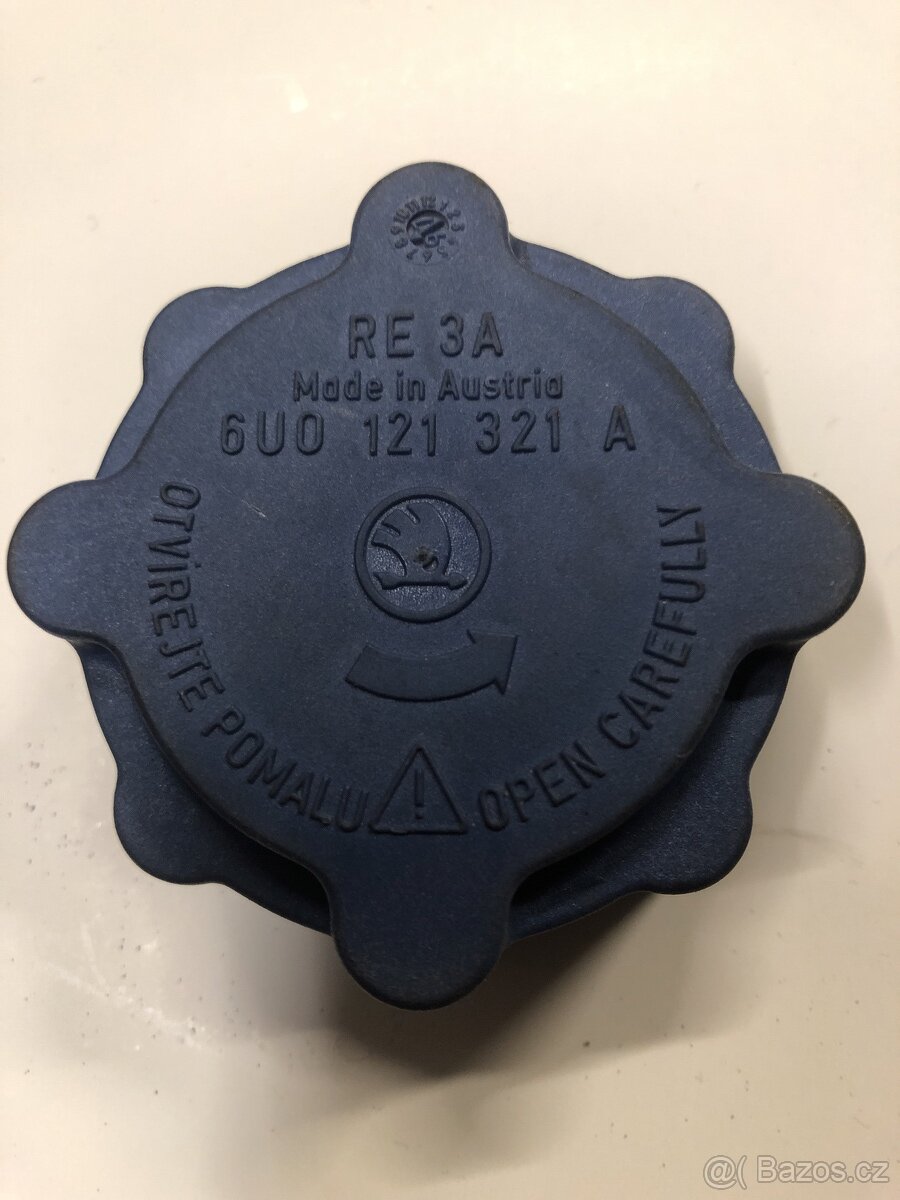 RE 3A
Made in Austria
6U0 121 321 A
OTVÍREJTE POMALU
OPEN CAREFULLY
@( Bazos.cz